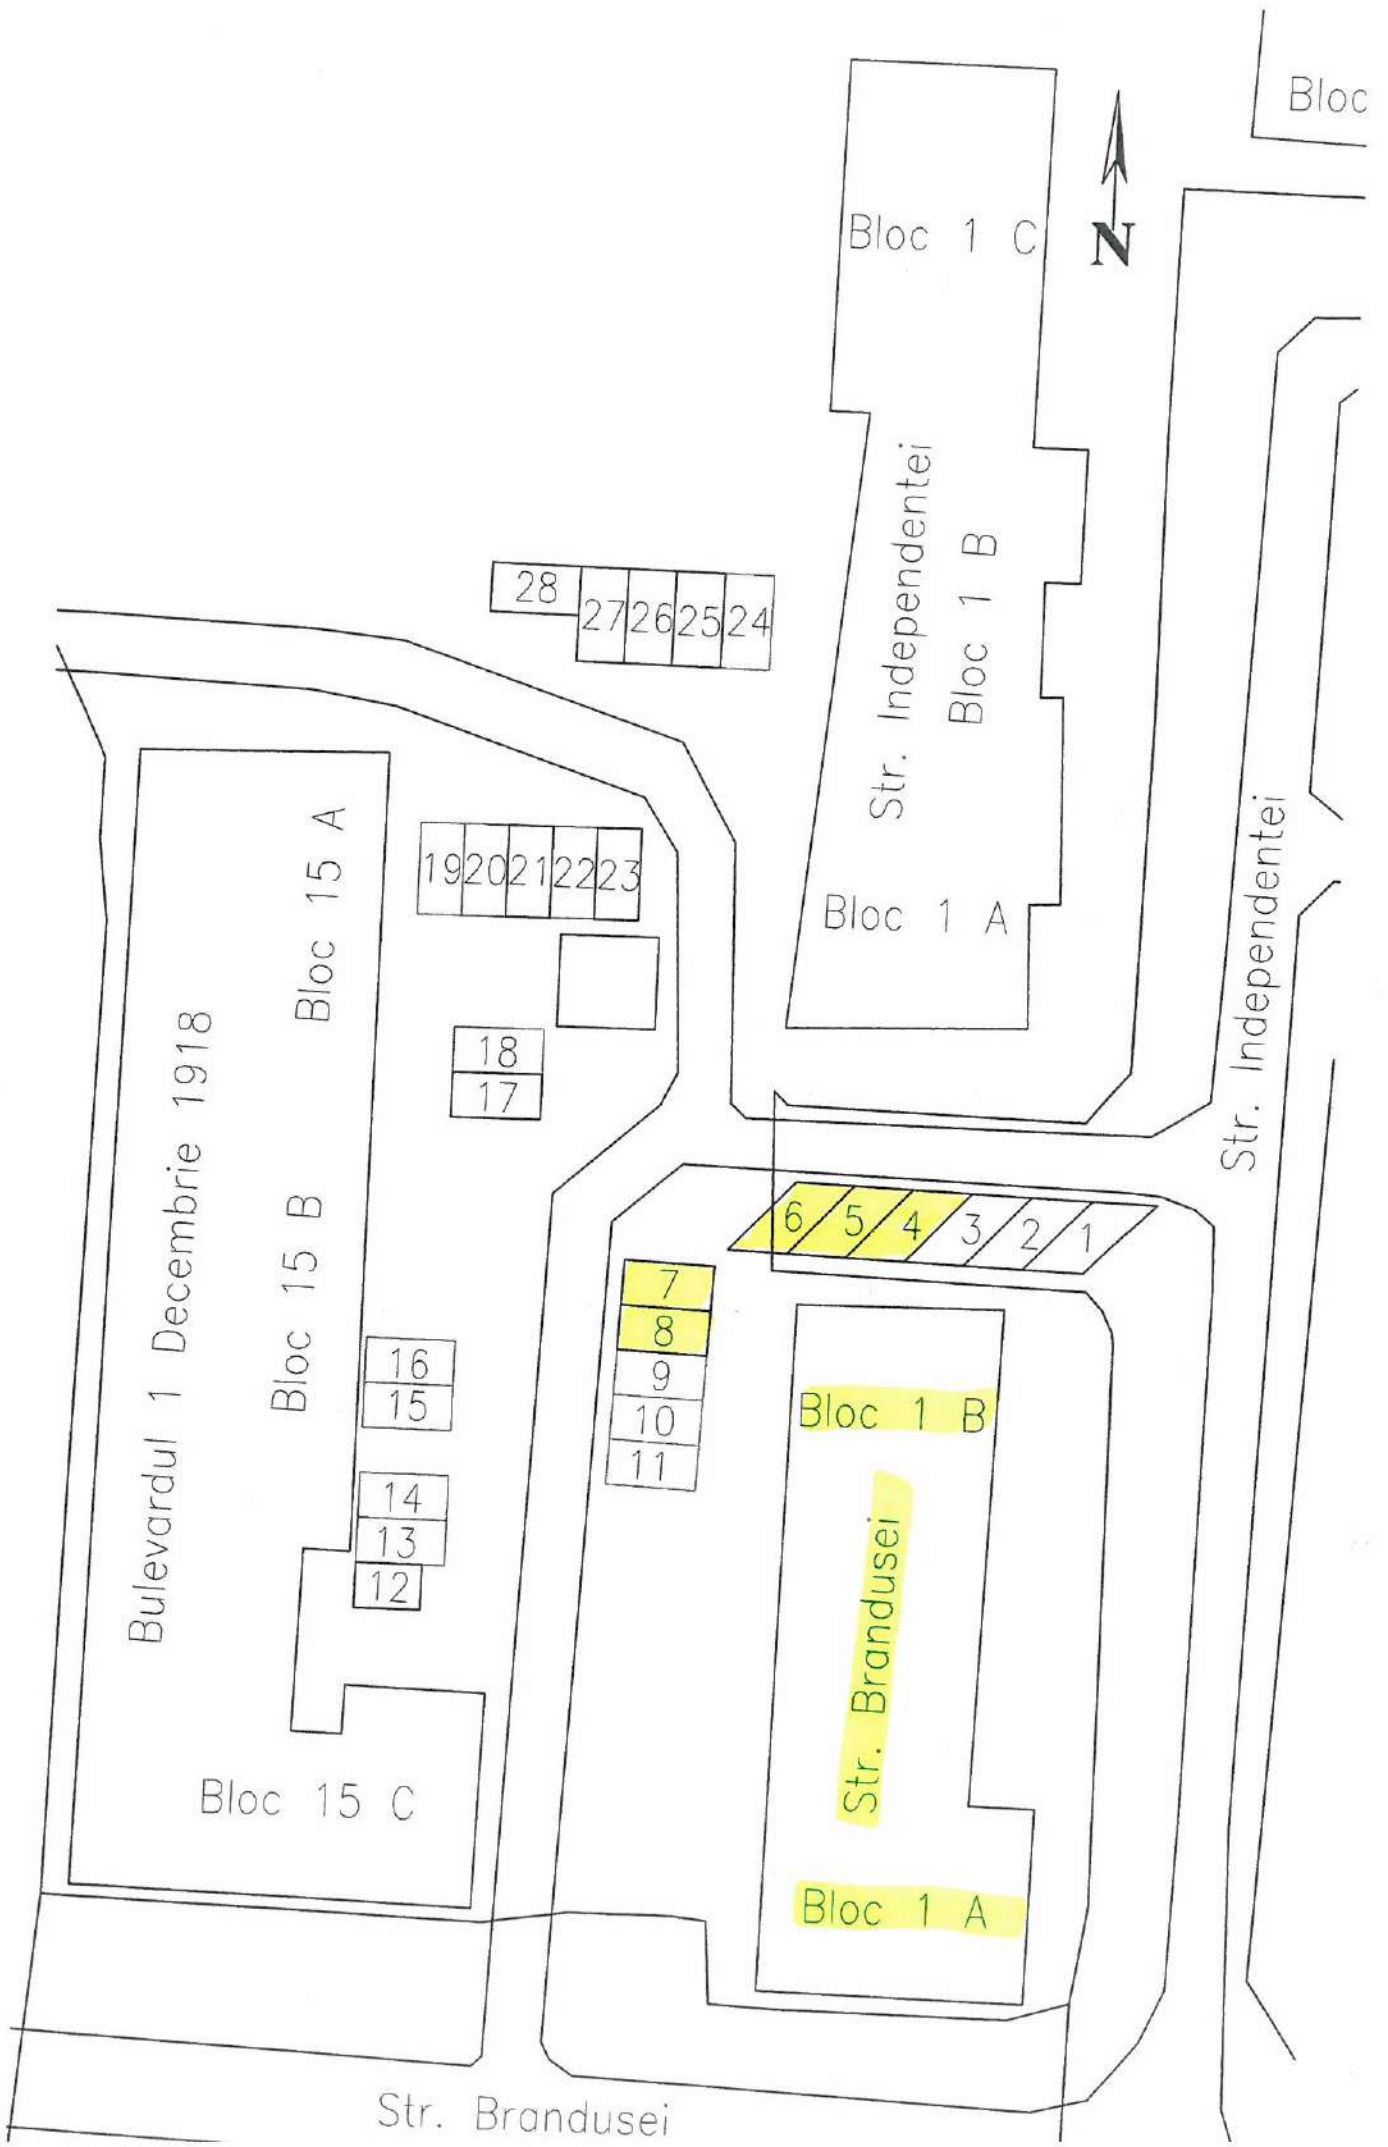 Bloc
Bloc 1 C
N
Str. Independentei
Bloc 1 B
28
27
26
25
24
Bloc 1 A
Str. Independentei
Bulevardul 1 Decembrie 1918
Bloc 15 A
19
20
21
22
23
18
17
Bloc 15 B
6
5
4
3
2
1
7
8
9
10
11
16
15
14
13
12
Bloc 1 B
Str. Brandusei
Bloc 1 A
Bloc 15 C
Str. Brandusei